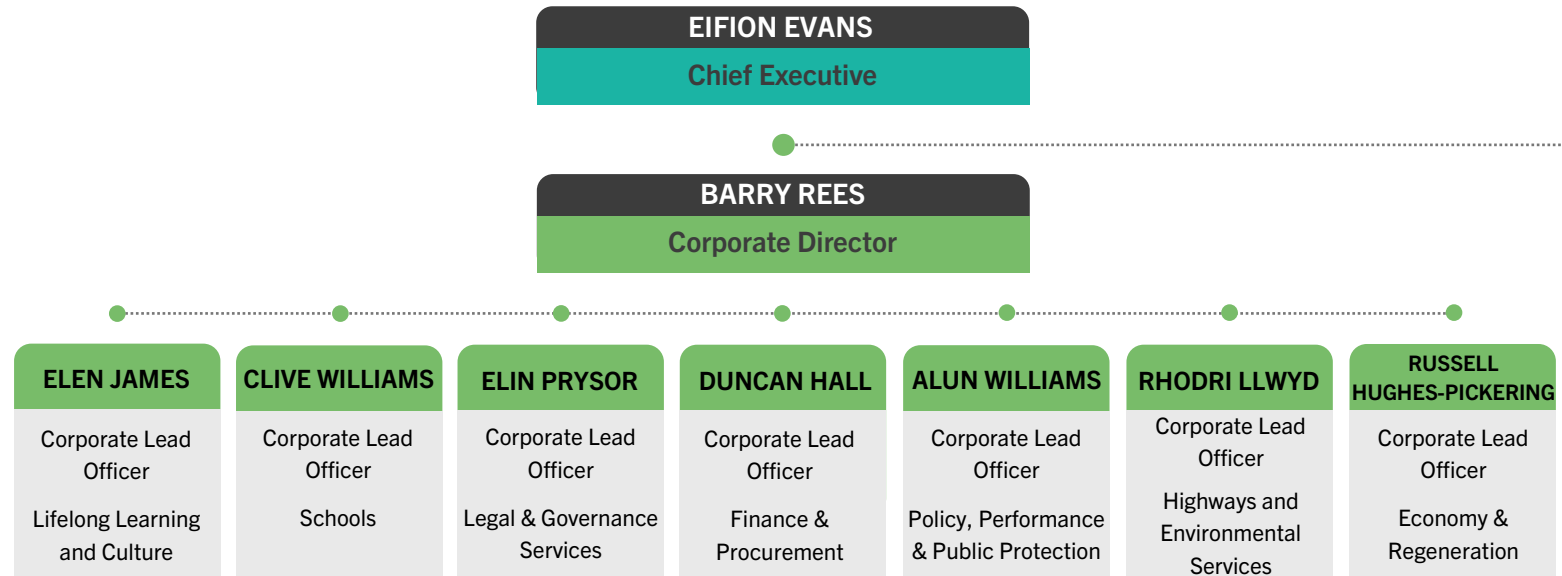 EIFION EVANS
Chief Executive
BARRY REES
Corporate Director
ELEN JAMES
Corporate Lead
Officer
Lifelong Learning
and Culture
CLIVE WILLIAMS
Corporate Lead
Officer
Schools
ELIN PRYSOR
Corporate Lead
Officer
Legal & Governance
Services
DUNCAN HALL
Corporate Lead
Officer
Finance &
Procurement
ALUN WILLIAMS
Corporate Lead
Officer
Policy, Performance
& Public Protection
RHODRI LLWYD
Corporate Lead
Officer
Highways and
Environmental
Services
RUSSELL
HUGHES-PICKERING
Corporate Lead
Officer
Economy &
Regeneration